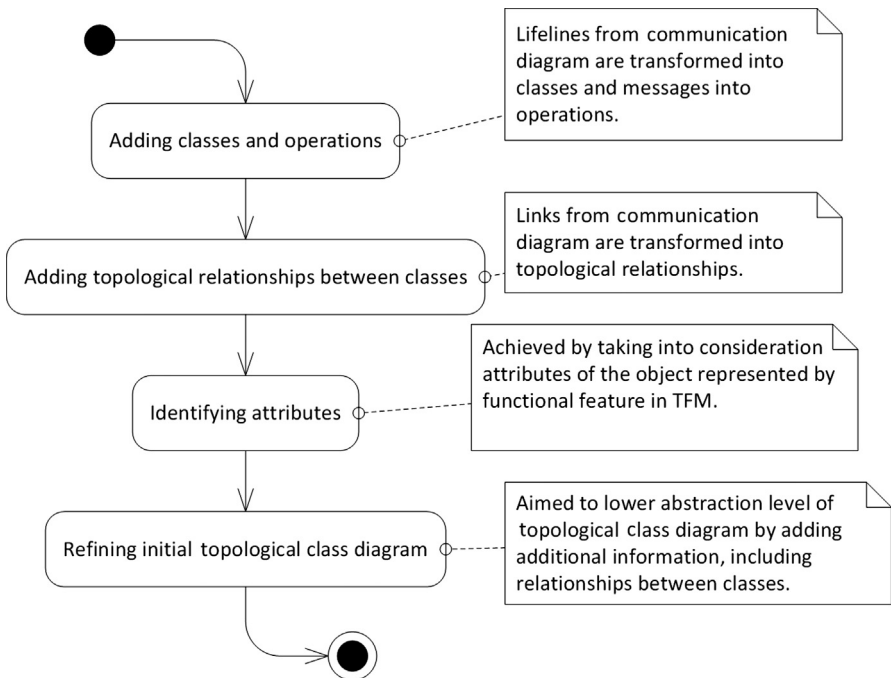 Lifelines from communication
diagram are transformed into
classes and messages into
operations.
Adding classes and operations
Links from communication
diagram are transformed into
topological relationships.
Adding topological relationships between classes
Achieved by taking into consideration
attributes of the object represented by
functional feature in TFM.
Identifying attributes
Aimed to lower abstraction level of
topological class diagram by adding
additional information, including
relationships between classes.
Refining initial topological class diagram